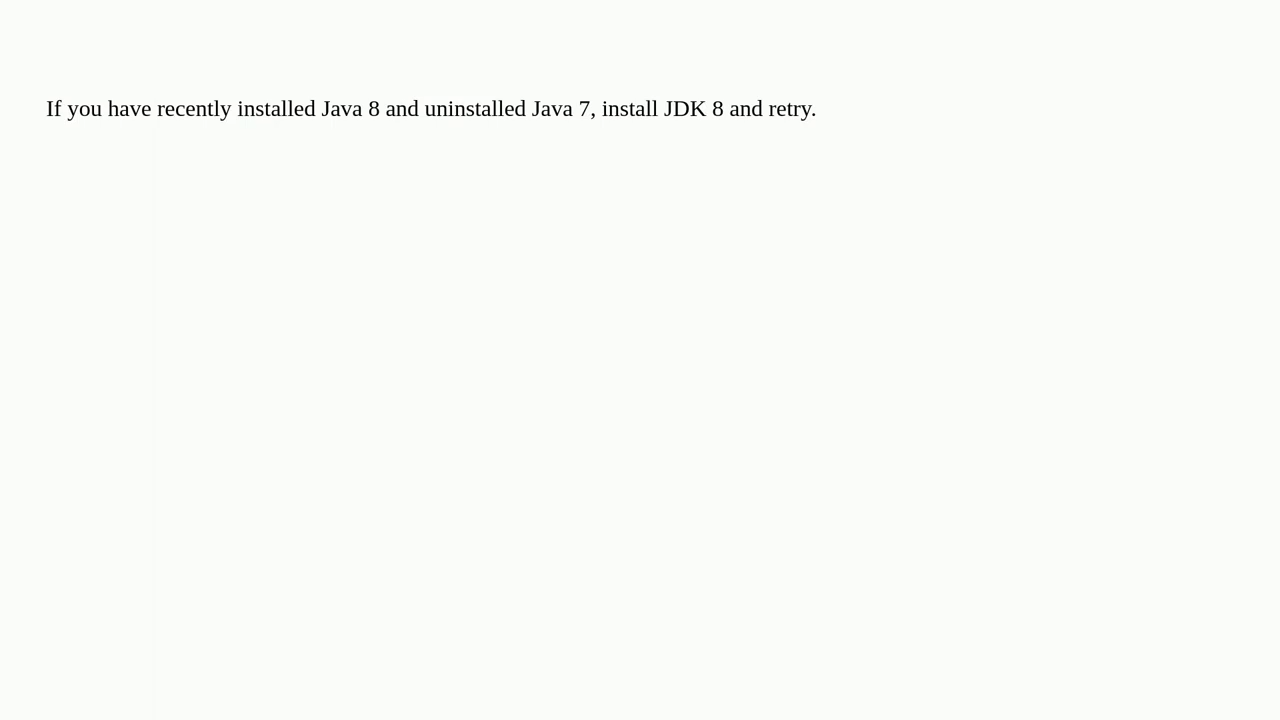 If you have recently installed Java 8 and uninstalled Java 7, install JDK 8 and retry.